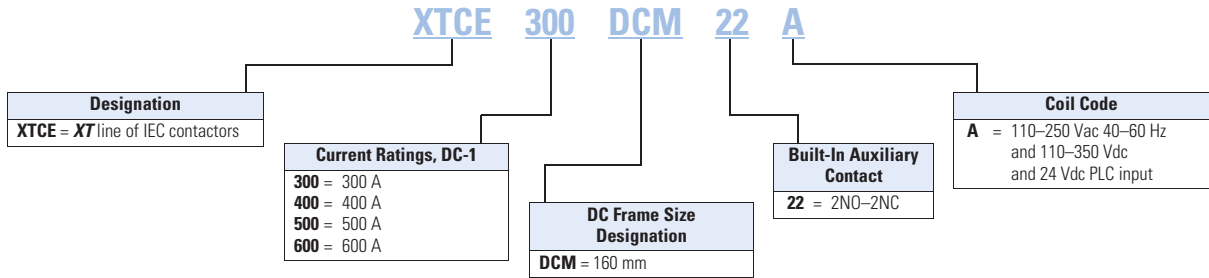 XTCE 300 DCM 22 A
Designation
XTCE = XT line of IEC contactors
Current Ratings, DC-1
300 = 300 A
400 = 400 A
500 = 500 A
600 = 600 A
DC Frame Size
Designation
DCM = 160 mm
Built-In Auxiliary
Contact
22 = 2NO–2NC
Coil Code
A = 110–250 Vac 40–60 Hz
and 110–350 Vdc
and 24 Vdc PLC input